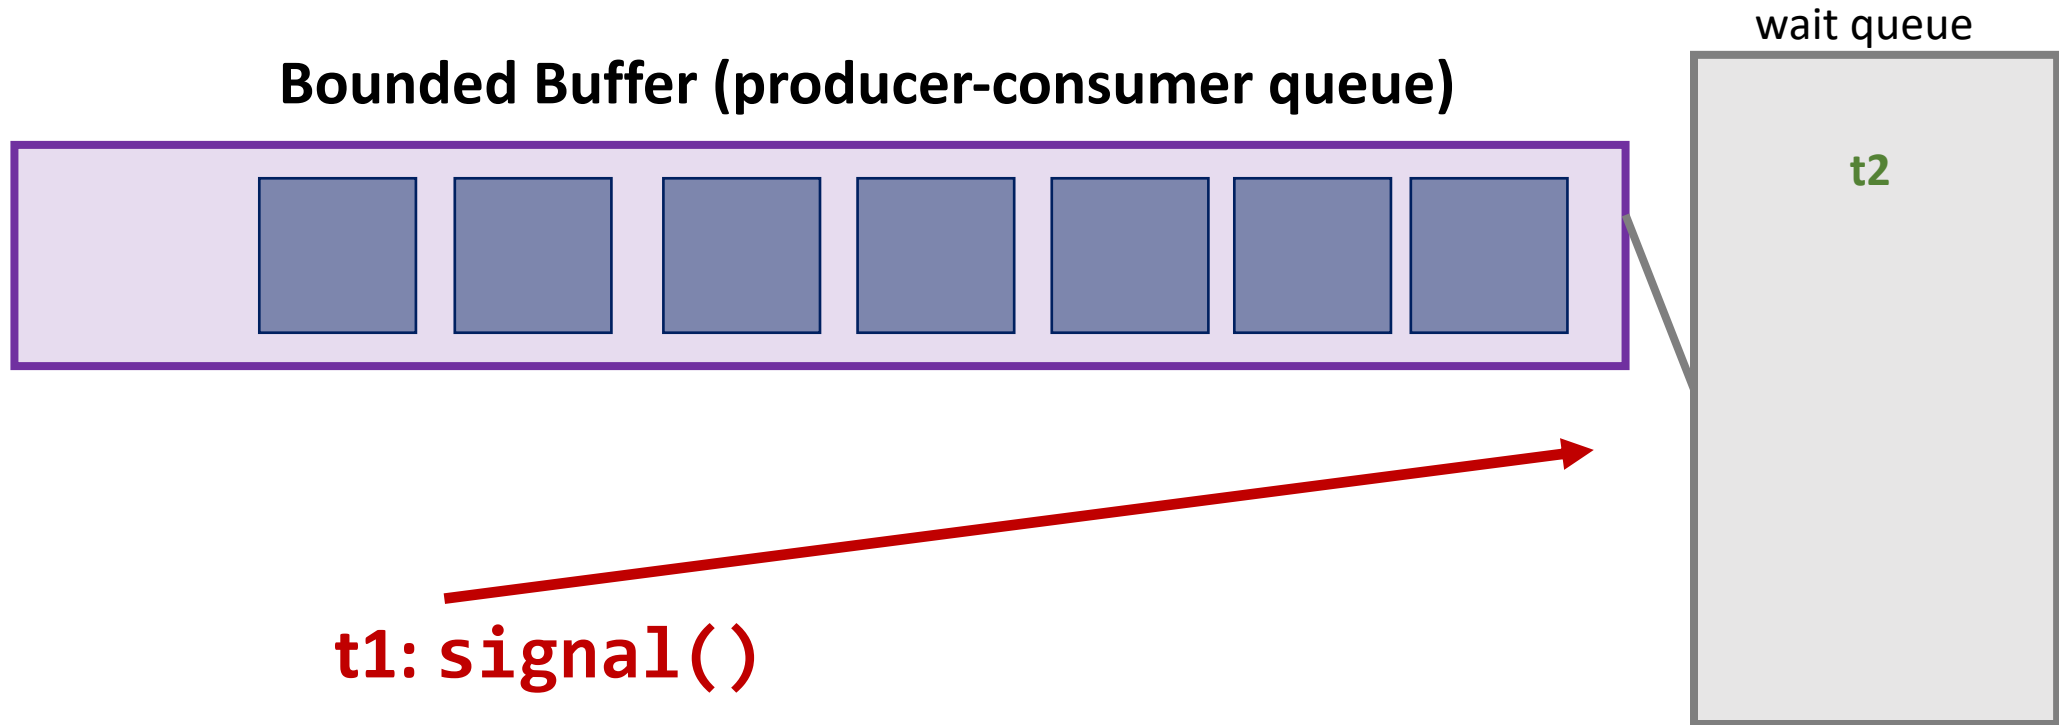 wait queue
Bounded Buffer (producer-consumer queue)
t2
t1: signal()